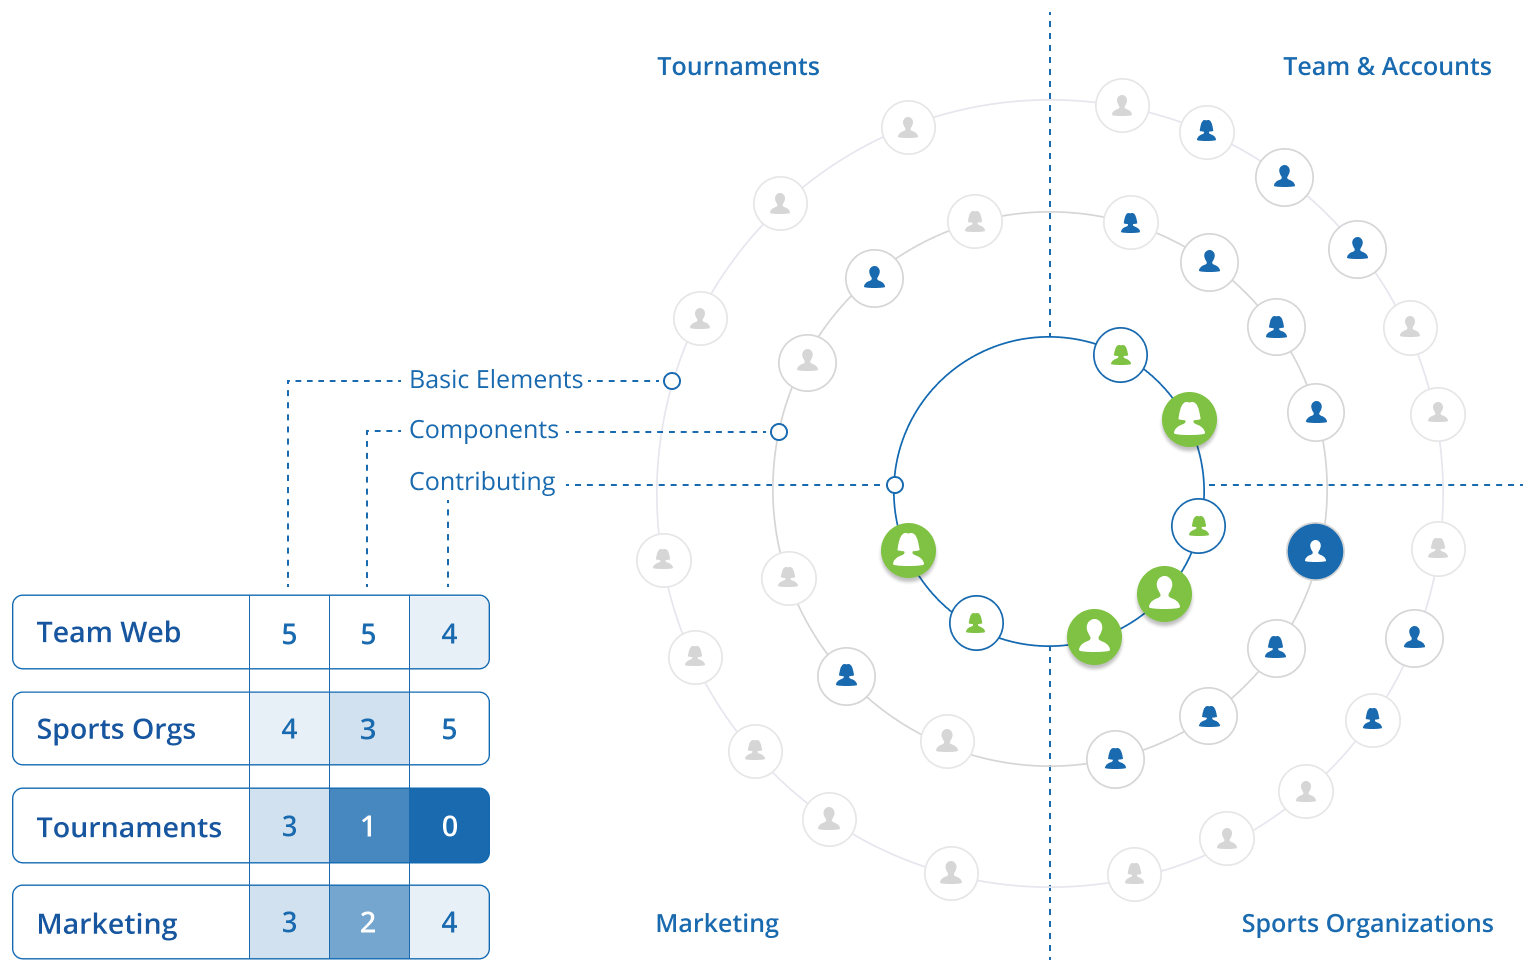 Tournaments
Team & Accounts
Basic Elements
Components
Contributing
Team Web 5 5 4
Sports Orgs 4 3 5
Tournaments 3 1 0
Marketing 3 2 4
Marketing
Sports Organizations